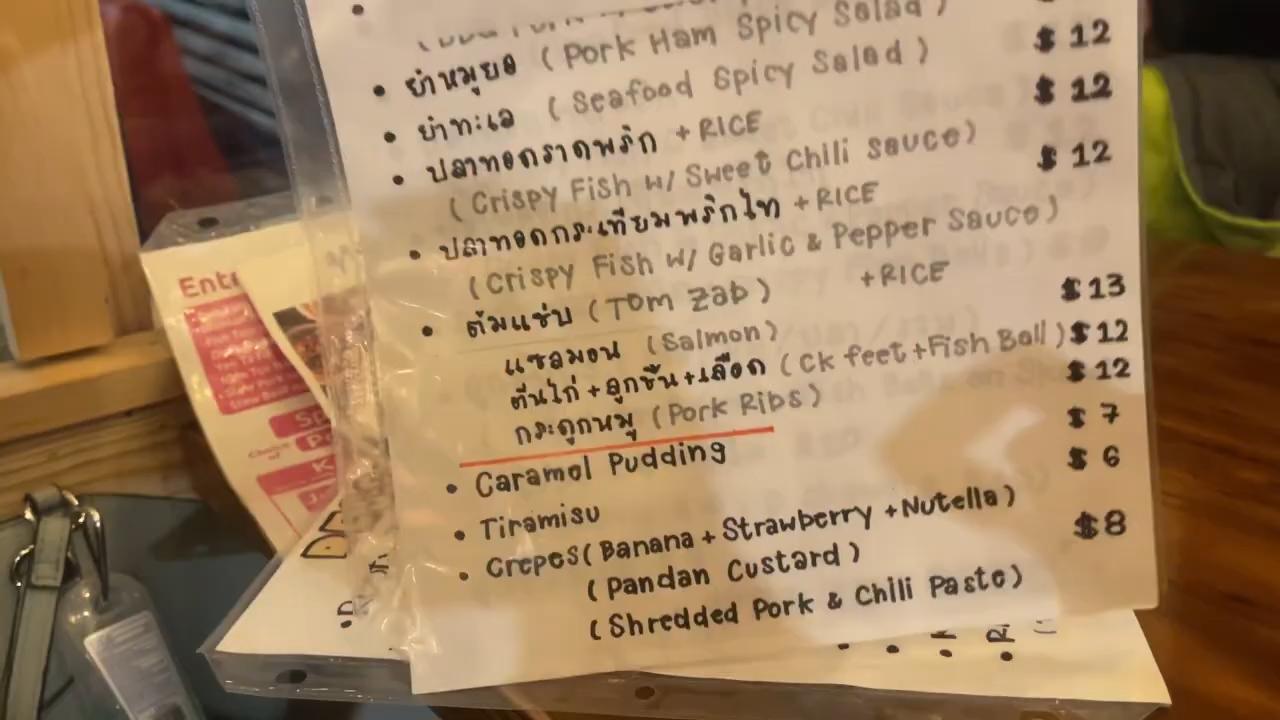 (Pork Ham Spicy Salad)
• ยำหมูยอ
(Seafood Spicy Salad) $ 12
• ยำทะเล $ 12
• ปลาทอดราดพริก + RICE
(Crispy Fish w/ Sweet Chili Sauce) $ 12
• ปลาทอดกระเทียมพริกไท + RICE
(Crispy Fish w/ Garlic & Pepper Sauce)
• ต้มแซ่บ (Tom Zab) + RICE
แซลมอน (Salmon) $ 13
ตีนไก่ + ลูกชิ้น + เลือด (Ck feet + Fish Ball) $ 12
กระดูกหมู (Pork Ribs) $ 12
• Caramel Pudding $ 7
• Tiramisu $ 6
• Crepes (Banana + Strawberry + Nutella) $8
(Pandan Custard)
(Shredded Pork & Chili Paste)